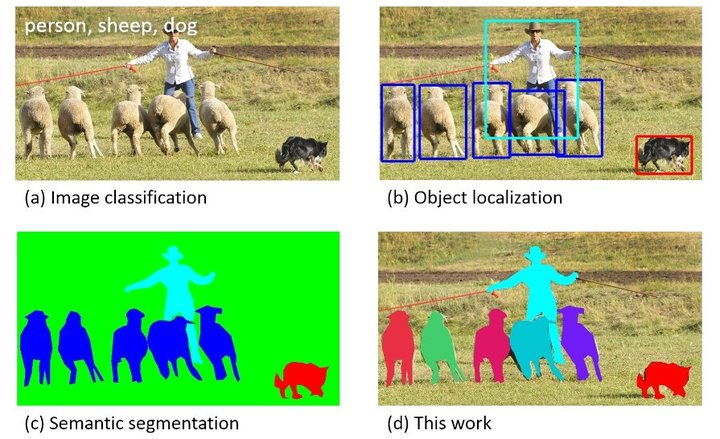 person, sheep, dog
(a) Image classification
(b) Object localization
(c) Semantic segmentation
(d) This work